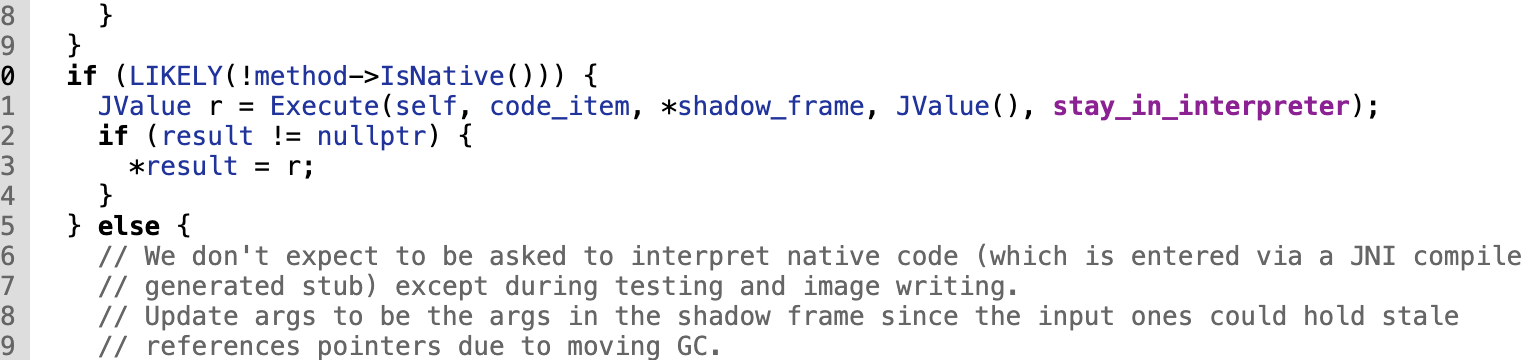 8     }
9   }
0   if (LIKELY(!method->IsNative())) {
1     JValue r = Execute(self, code_item, *shadow_frame, JValue(), stay_in_interpreter);
2     if (result != nullptr) {
3       *result = r;
4     }
5   } else {
6     // We don't expect to be asked to interpret native code (which is entered via a JNI compile
7     // generated stub) except during testing and image writing.
8     // Update args to be the args in the shadow frame since the input ones could hold stale
9     // references pointers due to moving GC.